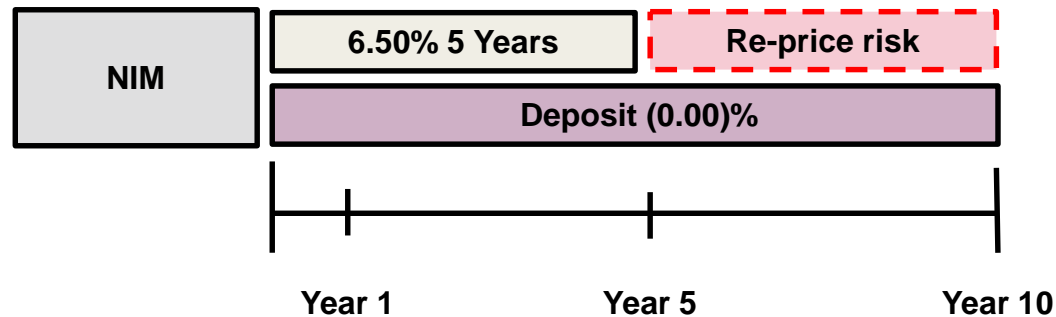 NIM
6.50% 5 Years
Re-price risk
Deposit (0.00)%
Year 1
Year 5
Year 10